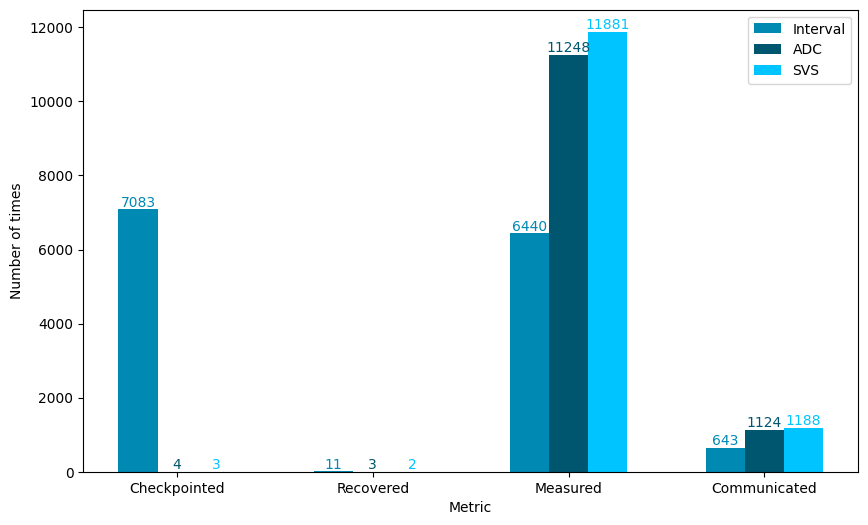 12000
10000
8000
6000
4000
2000
0
Number of times
7083
4
3
11
3
2
6440
11248
11881
643
1124
1188
Interval
ADC
SVS
Checkpointed
Recovered
Measured
Communicated
Metric